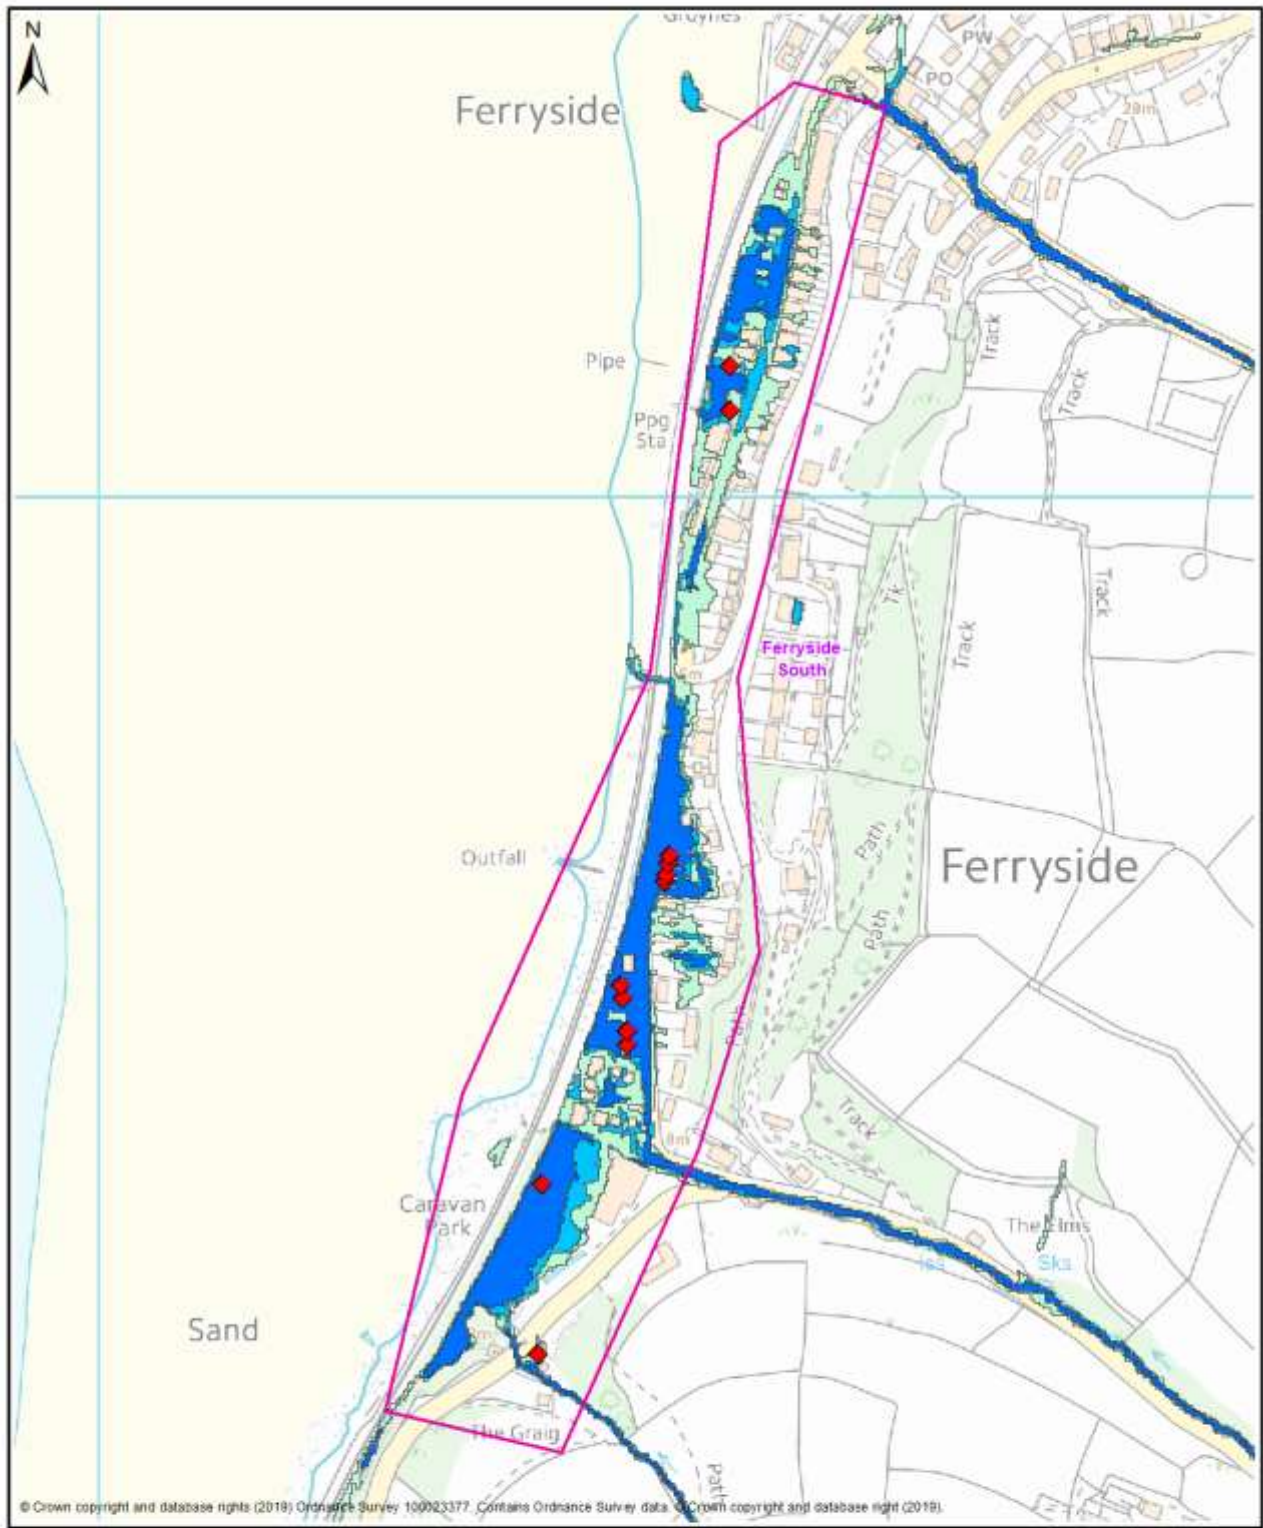 N
Groynes
PW
Ferryside
PO
28m
Track
Pipe
Track
Ppg
Sta
Track
Tk
Track
Ferryside
South
Path
Outfall
Ferryside
Path
Path
Track
8m
Caravan
Park
The Elms
Iss
Sks
Sand
The Graig
Path
© Crown copyright and database rights (2019) Ordnance Survey 100023377. Contains Ordnance Survey data. © Crown copyright and database right (2019).